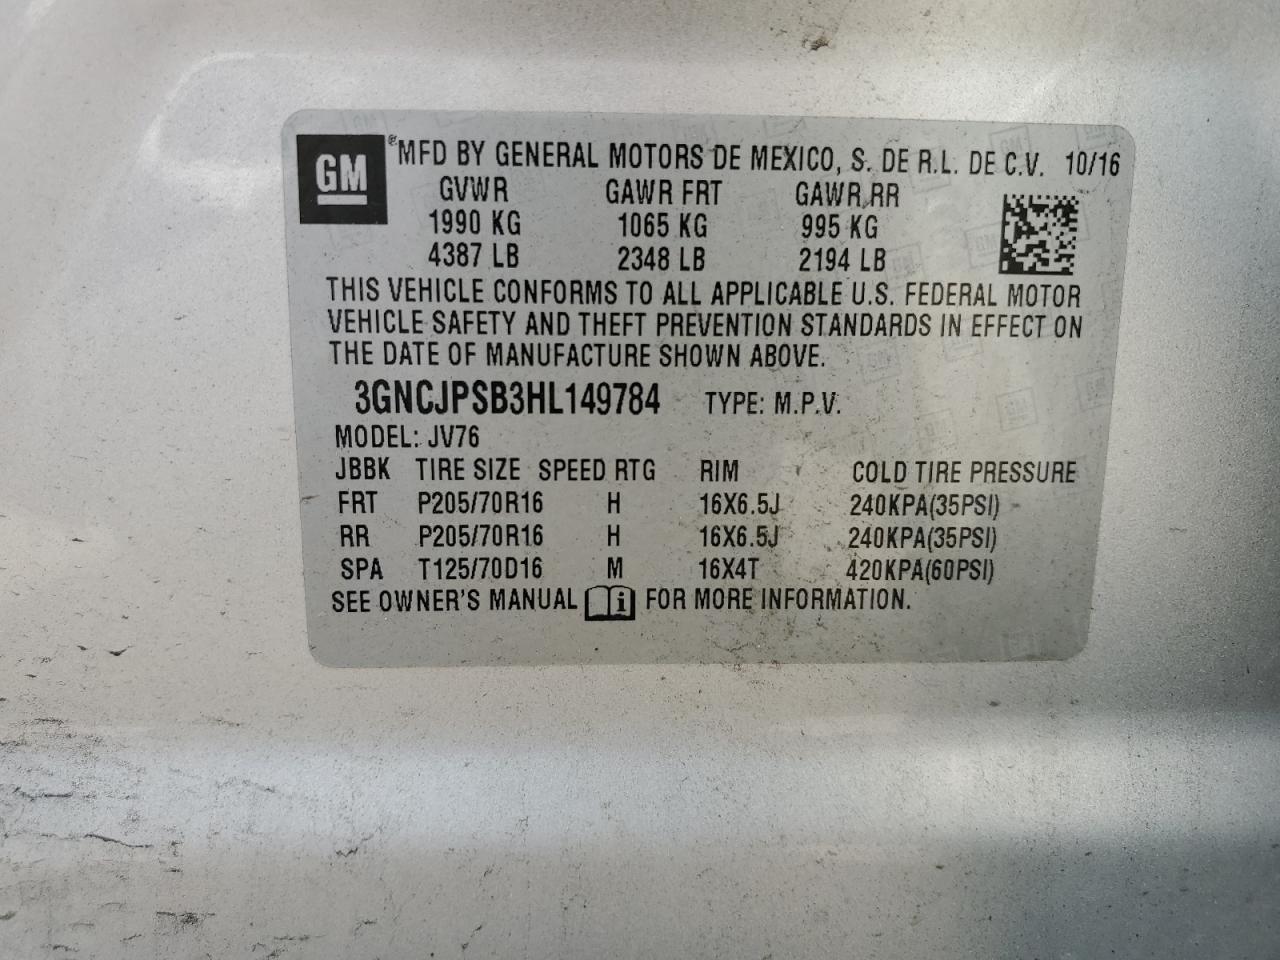 GM
® MFD BY GENERAL MOTORS DE MEXICO, S. DE R.L. DE C.V. 10/16
GVWR GAWR FRT GAWR RR
1990 KG 1065 KG 995 KG
4387 LB 2348 LB 2194 LB
THIS VEHICLE CONFORMS TO ALL APPLICABLE U.S. FEDERAL MOTOR
VEHICLE SAFETY AND THEFT PREVENTION STANDARDS IN EFFECT ON
THE DATE OF MANUFACTURE SHOWN ABOVE.
3GNCJPSB3HL149784 TYPE: M.P.V.
MODEL: JV76
JBBK TIRE SIZE SPEED RTG RIM COLD TIRE PRESSURE
FRT P205/70R16 H 16X6.5J 240KPA(35PSI)
RR P205/70R16 H 16X6.5J 240KPA(35PSI)
SPA T125/70D16 M 16X4T 420KPA(60PSI)
SEE OWNER'S MANUAL i FOR MORE INFORMATION.